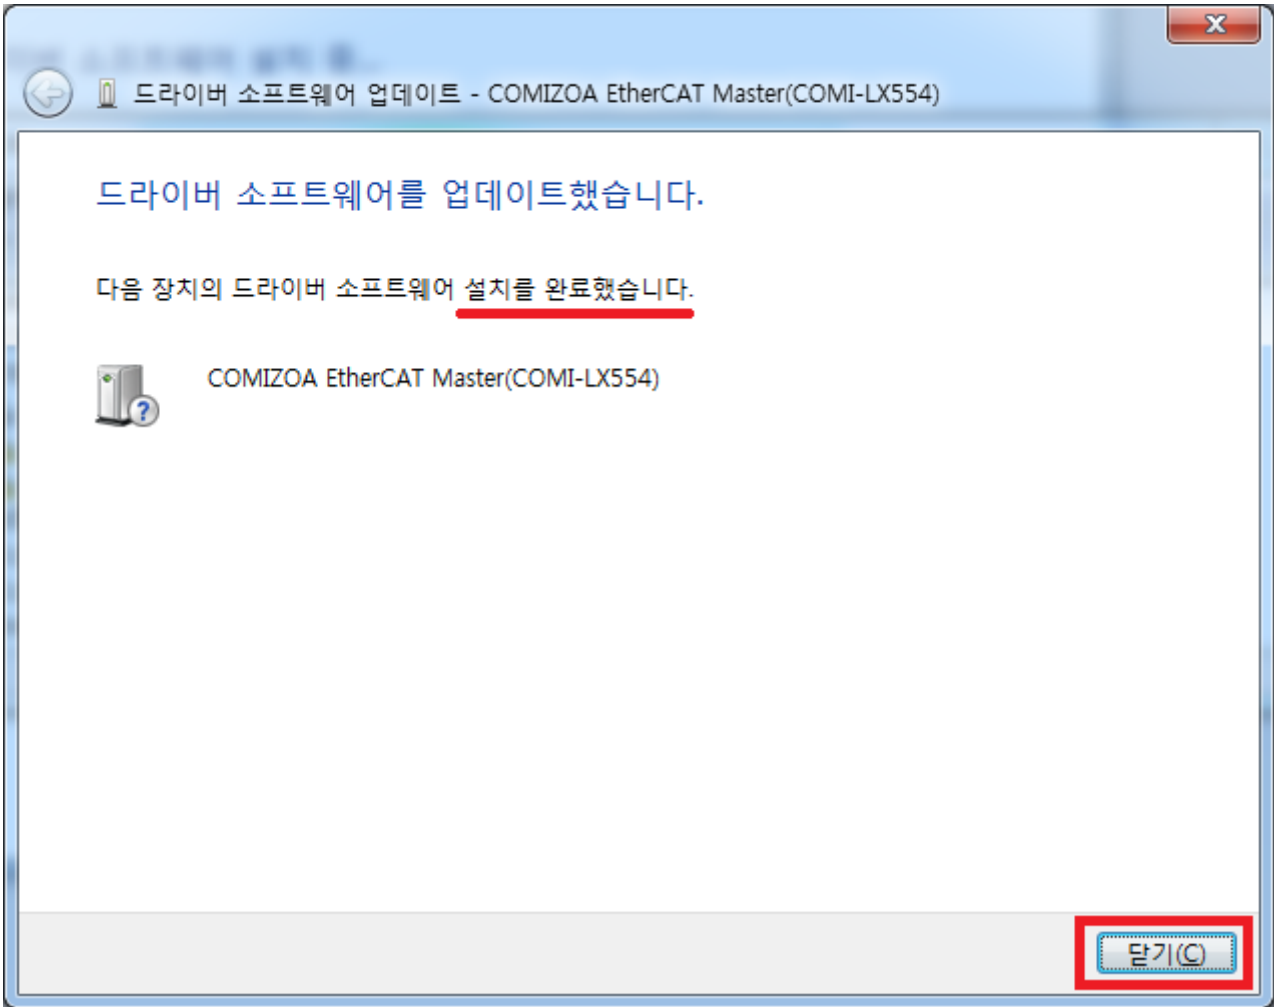 드라이버 소프트웨어 업데이트 - COMIZOA EtherCAT Master(COMI-LX554)
드라이버 소프트웨어를 업데이트했습니다.
다음 장치의 드라이버 소프트웨어 설치를 완료했습니다.
COMIZOA EtherCAT Master(COMI-LX554)
닫기(C)